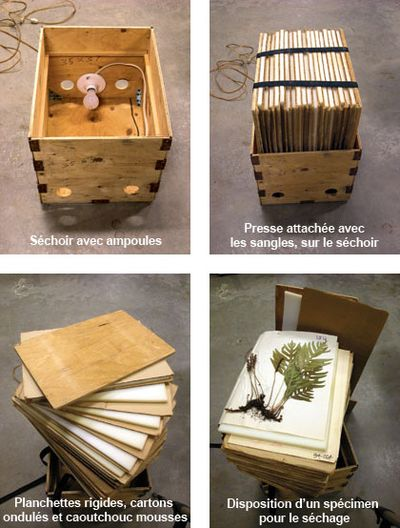 Séchoir avec ampoules
Presse attachée avec
les sangles, sur le séchoir
Planchettes rigides, cartons
ondulés et caoutchouc mousses
Disposition d'un spécimen
pour le séchage